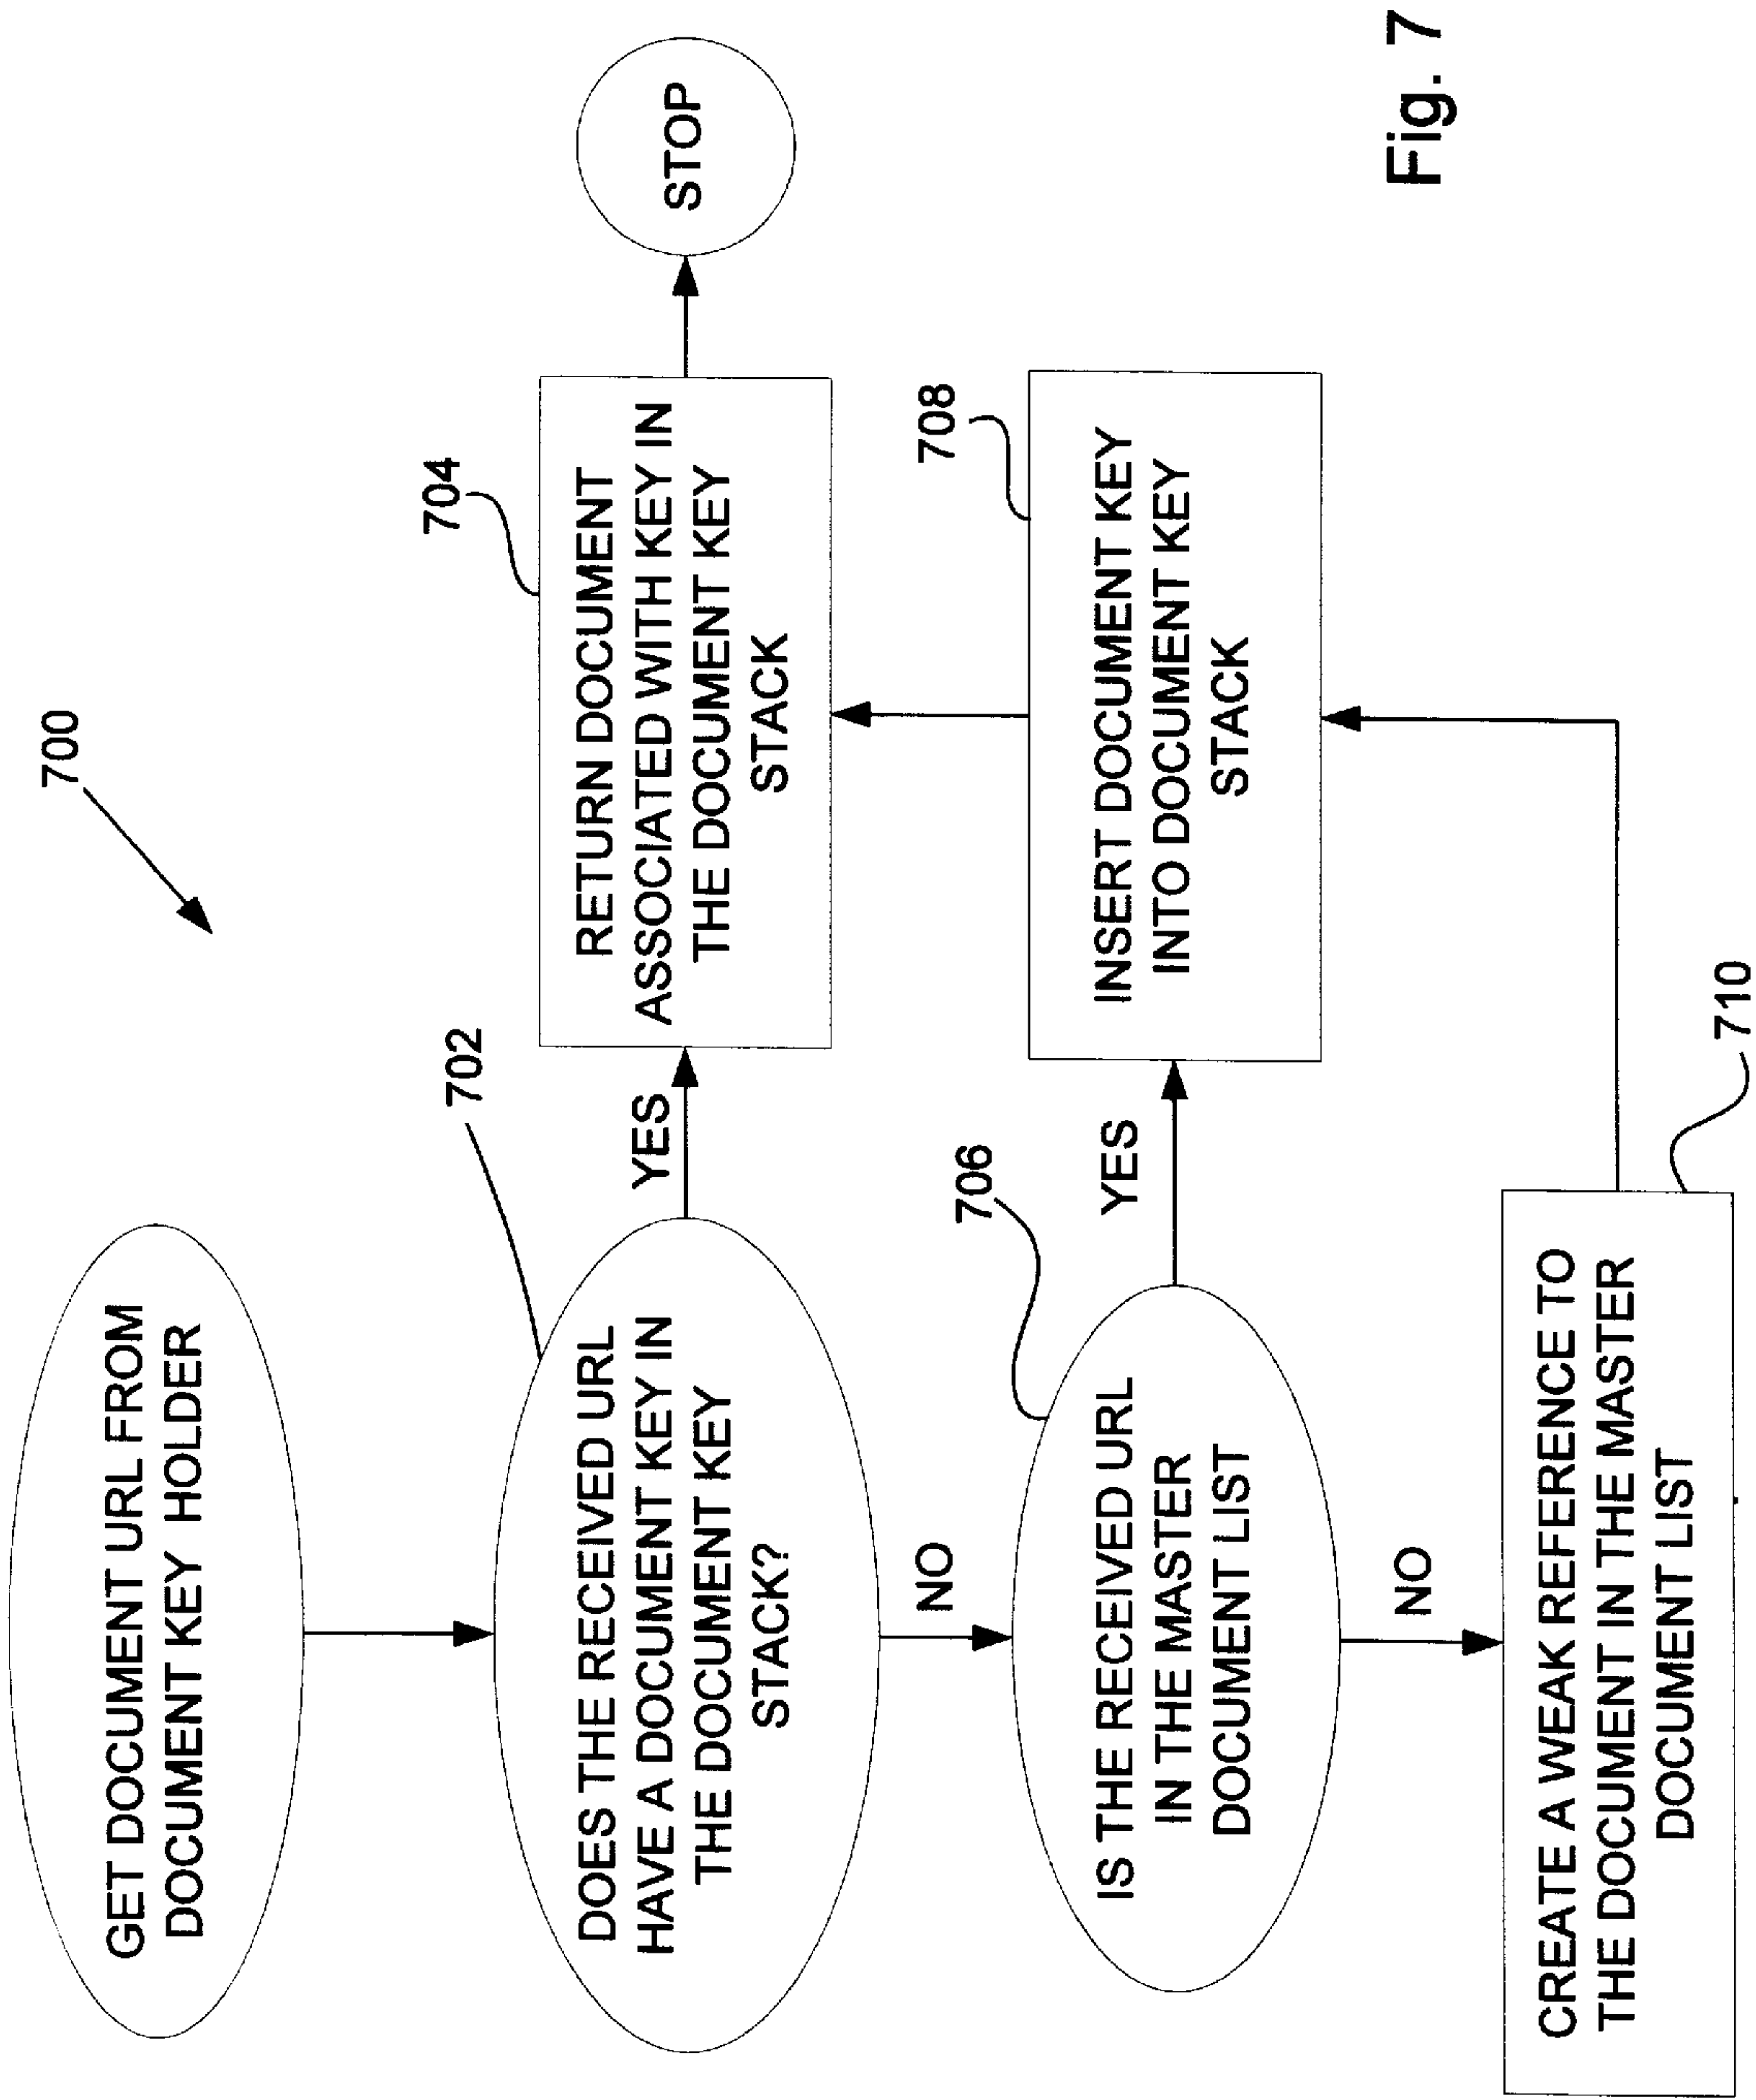 700
GET DOCUMENT URL FROM
DOCUMENT KEY HOLDER
702
DOES THE RECEIVED URL
HAVE A DOCUMENT KEY IN
THE DOCUMENT KEY
STACK?
YES
704
RETURN DOCUMENT
ASSOCIATED WITH KEY IN
THE DOCUMENT KEY
STACK
STOP
NO
706
IS THE RECEIVED URL
IN THE MASTER
DOCUMENT LIST
YES
708
INSERT DOCUMENT KEY
INTO DOCUMENT KEY
STACK
NO
CREATE A WEAK REFERENCE TO
THE DOCUMENT IN THE MASTER
DOCUMENT LIST
710
Fig. 7